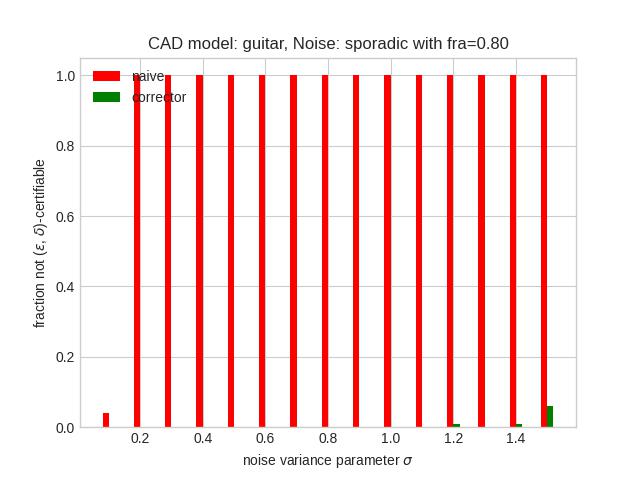 CAD model: guitar, Noise: sporadic with fra=0.80
naive
corrector
1.0
0.8
0.6
0.4
0.2
0.0
fraction not (ε, δ)-certifiable
0.2 0.4 0.6 0.8 1.0 1.2 1.4
noise variance parameter σ